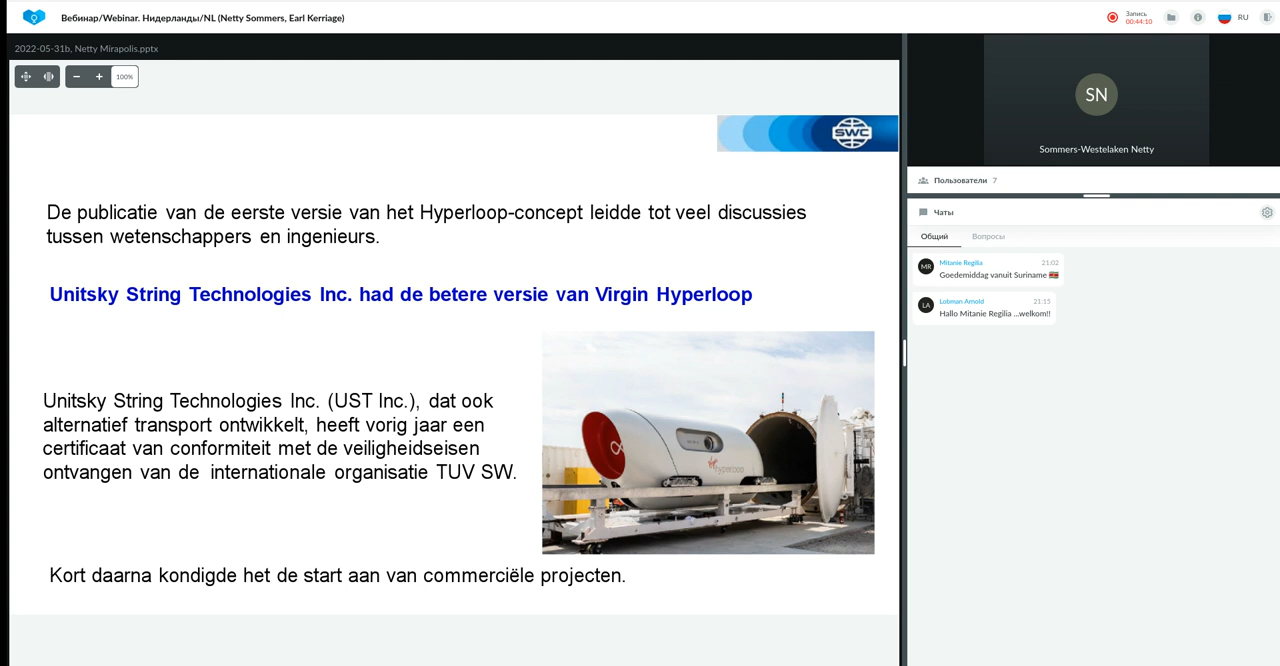 Вебинар/Webinar. Нидерланды/NL (Netty Sommers, Earl Kerriage)
Запись
00:44:10
RU
2022-05-31b, Netty Mirapolis.pptx
100%
SWC
De publicatie van de eerste versie van het Hyperloop-concept leidde tot veel discussies
tussen wetenschappers en ingenieurs.
Unitsky String Technologies Inc. had de betere versie van Virgin Hyperloop
Unitsky String Technologies Inc. (UST Inc.), dat ook
alternatief transport ontwikkelt, heeft vorig jaar een
certificaat van conformiteit met de veiligheidseisen
ontvangen van de internationale organisatie TUV SW.
virgin hyperloop
Kort daarna kondigde het de start aan van commerciële projecten.
SN
Sommers-Westelaken Netty
Пользователи 7
Чаты
Общий
Вопросы
MR
Mitanie Regilia
21:02
Goedemiddag vanuit Suriname 🇸🇷
LA
Lobman Arnold
21:15
Hallo Mitanie Regilia ...welkom!!